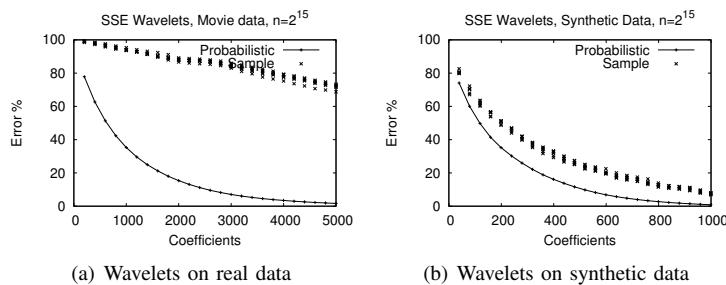 SSE Wavelets, Movie data, n=2^15
100
80
60
40
20
0
Error %
0 1000 2000 3000 4000 5000
Coefficients
Probabilistic
Sample
(a) Wavelets on real data
SSE Wavelets, Synthetic Data, n=2^15
100
80
60
40
20
0
Error %
0 200 400 600 800 1000
Coefficients
Probabilistic
Sample
(b) Wavelets on synthetic data